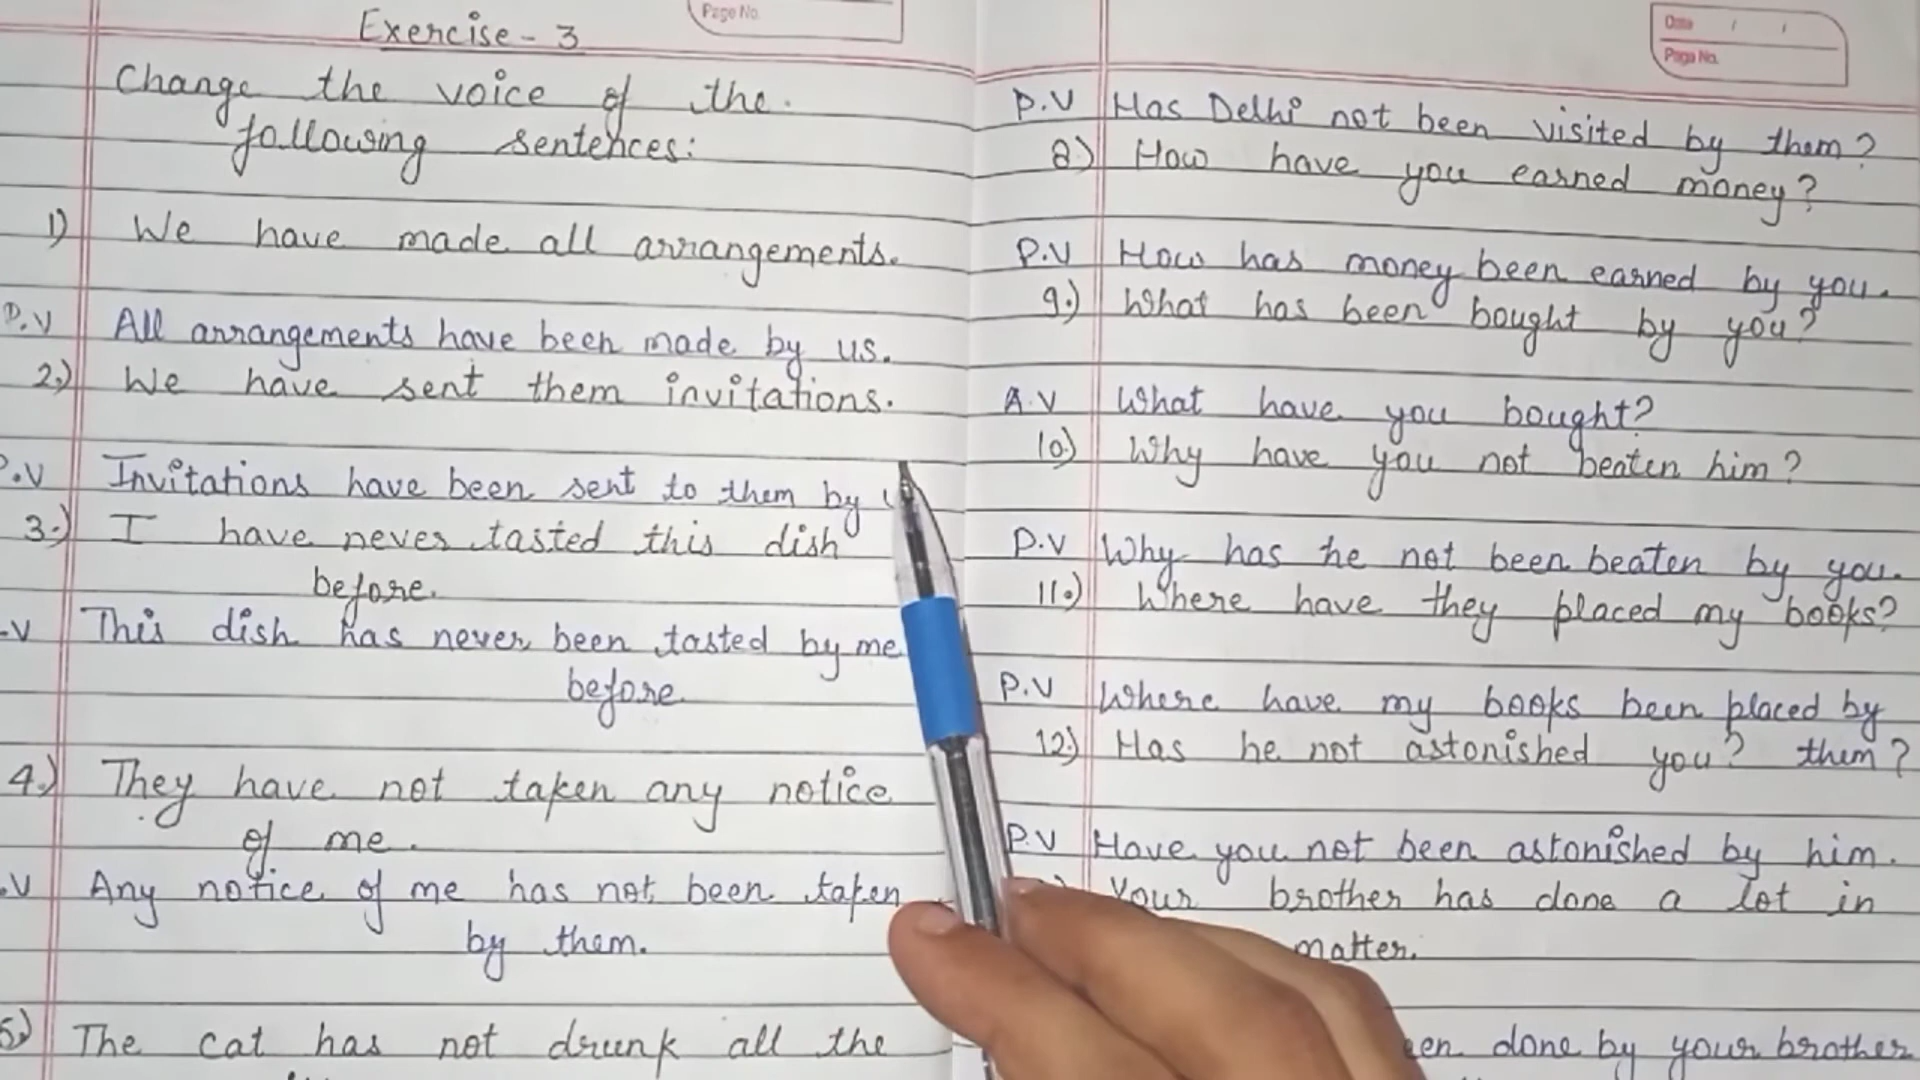 Page No.
Exercise - 3
Change the voice of the
following sentences:
1) We have made all arrangements.
P.V All arrangements have been made by us.
2.) We have sent them invitations.
P.V Invitations have been sent to them by
3.) I have never tasted this dish
before.
.V This dish has never been tasted by me
before.
4.) They have not taken any notice
of me.
.V Any notice of me has not been taken
by them.
5.) The cat has not drunk all the
Date / /
Page No.
P.V Has Delhi not been visited by them?
8.) How have you earned money?
P.V How has money been earned by you.
9.) What has been bought by you?
A.V What have you bought?
10.) Why have you not beaten him?
P.V Why has he not been beaten by you.
11.) Where have they placed my books?
P.V Where have my books been placed by
12.) Has he not astonished you? them?
P.V Have you not been astonished by him.
Your brother has done a lot in
matter.
een done by your brother